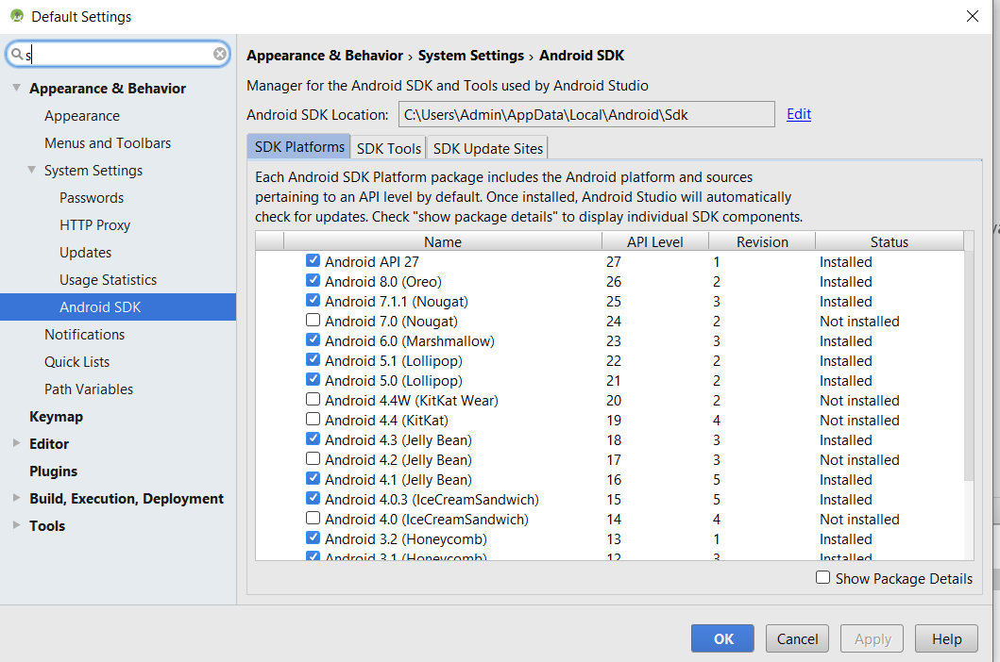 Default Settings
s
Appearance & Behavior
Appearance
Menus and Toolbars
System Settings
Passwords
HTTP Proxy
Updates
Usage Statistics
Android SDK
Notifications
Quick Lists
Path Variables
Keymap
Editor
Plugins
Build, Execution, Deployment
Tools
Appearance & Behavior › System Settings › Android SDK
Manager for the Android SDK and Tools used by Android Studio
Android SDK Location: C:\Users\Admin\AppData\Local\Android\Sdk Edit
SDK Platforms SDK Tools SDK Update Sites
Each Android SDK Platform package includes the Android platform and sources
pertaining to an API level by default. Once installed, Android Studio will automatically
check for updates. Check "show package details" to display individual SDK components.
Name API Level Revision Status
Android API 27 27 1 Installed
Android 8.0 (Oreo) 26 2 Installed
Android 7.1.1 (Nougat) 25 3 Installed
Android 7.0 (Nougat) 24 2 Not installed
Android 6.0 (Marshmallow) 23 3 Installed
Android 5.1 (Lollipop) 22 2 Installed
Android 5.0 (Lollipop) 21 2 Installed
Android 4.4W (KitKat Wear) 20 2 Not installed
Android 4.4 (KitKat) 19 4 Not installed
Android 4.3 (Jelly Bean) 18 3 Installed
Android 4.2 (Jelly Bean) 17 3 Not installed
Android 4.1 (Jelly Bean) 16 5 Installed
Android 4.0.3 (IceCreamSandwich) 15 5 Installed
Android 4.0 (IceCreamSandwich) 14 4 Not installed
Android 3.2 (Honeycomb) 13 1 Installed
Android 3.1 (Honeycomb) 12 3 Installed
Show Package Details
OK Cancel Apply Help